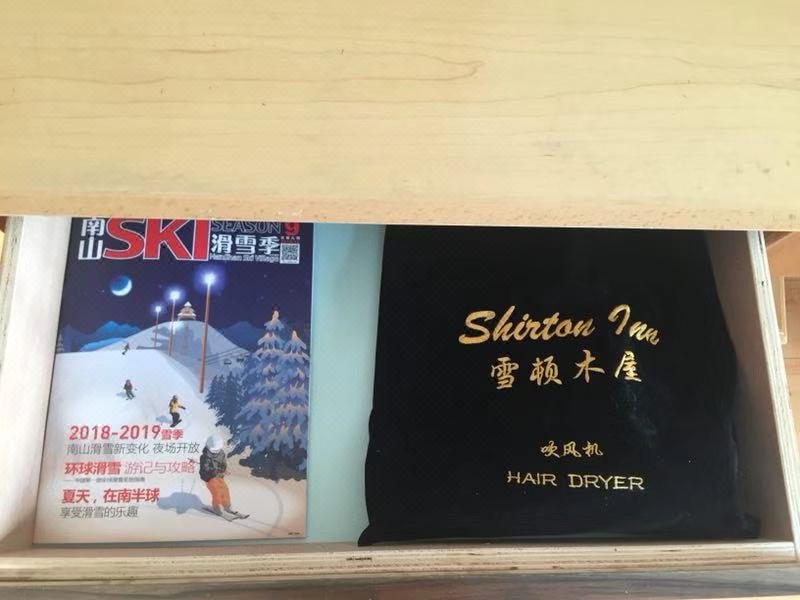 南山
SKI
SEASON 9
滑雪季
NanShan Ski Village
2018-2019雪季
南山滑雪新变化 夜场开放
环球滑雪 游记与攻略
夏天，在南半球
享受滑雪的乐趣
Shirton Inn
雪顿木屋
吹风机
HAIR DRYER